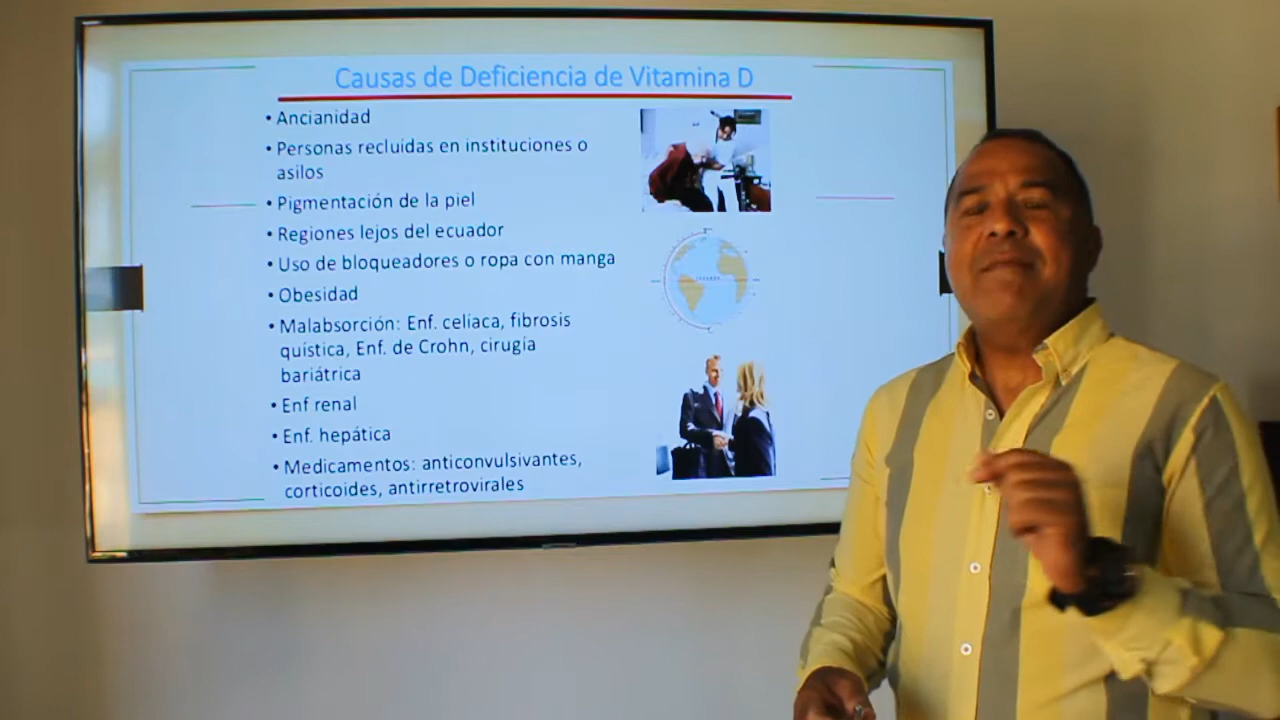 Causas de Deficiencia de Vitamina D
• Ancianidad
• Personas recluídas en instituciones o
asilos
• Pigmentación de la piel
• Regiones lejos del ecuador
• Uso de bloqueadores o ropa con manga
• Obesidad
• Malabsorción: Enf. celíaca, fibrosis
quística, Enf. de Crohn, cirugía
bariátrica
• Enf renal
• Enf. hepática
• Medicamentos: anticonvulsivantes,
corticoides, antirretrovirales